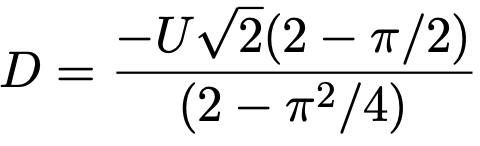 D = \frac{-U\sqrt{2}(2 - \pi/2)}{(2 - \pi^2/4)}